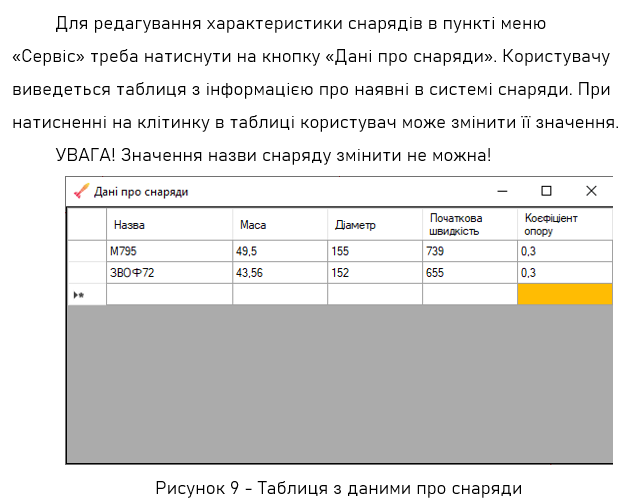 Для редагування характеристики снарядів в пункті меню
«Сервіс» треба натиснути на кнопку «Дані про снаряди». Користувачу
виведеться таблиця з інформацією про наявні в системі снаряди. При
натисненні на клітинку в таблиці користувач може змінити її значення.
УВАГА! Значення назви снаряду змінити не можна!
Дані про снаряди
Назва Маса Діаметр Початкова швидкість Коєфіціент опору
M795 49,5 155 739 0,3
ЗВОФ72 43,56 152 655 0,3
Рисунок 9 - Таблиця з даними про снаряди